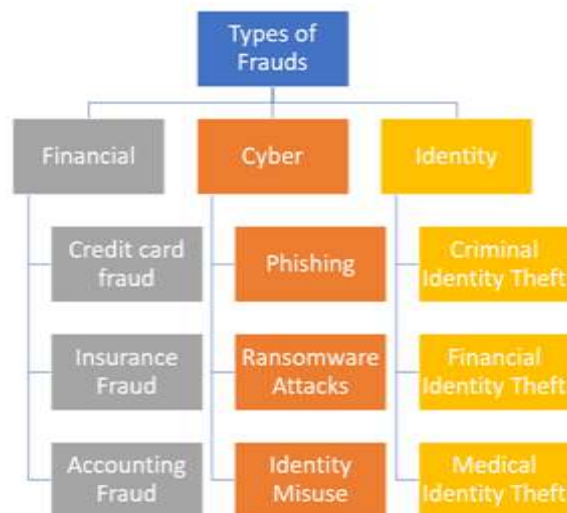 Types of
Frauds
Financial
Cyber
Identity
Credit card
fraud
Phishing
Criminal
Identity Theft
Insurance
Fraud
Ransomware
Attacks
Financial
Identity Theft
Accounting
Fraud
Identity
Misuse
Medical
Identity Theft